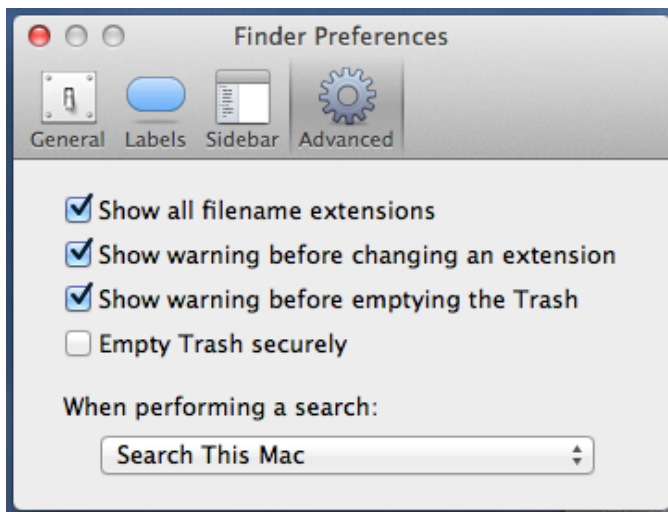 Finder Preferences
General Labels Sidebar Advanced
Show all filename extensions
Show warning before changing an extension
Show warning before emptying the Trash
Empty Trash securely
When performing a search:
Search This Mac